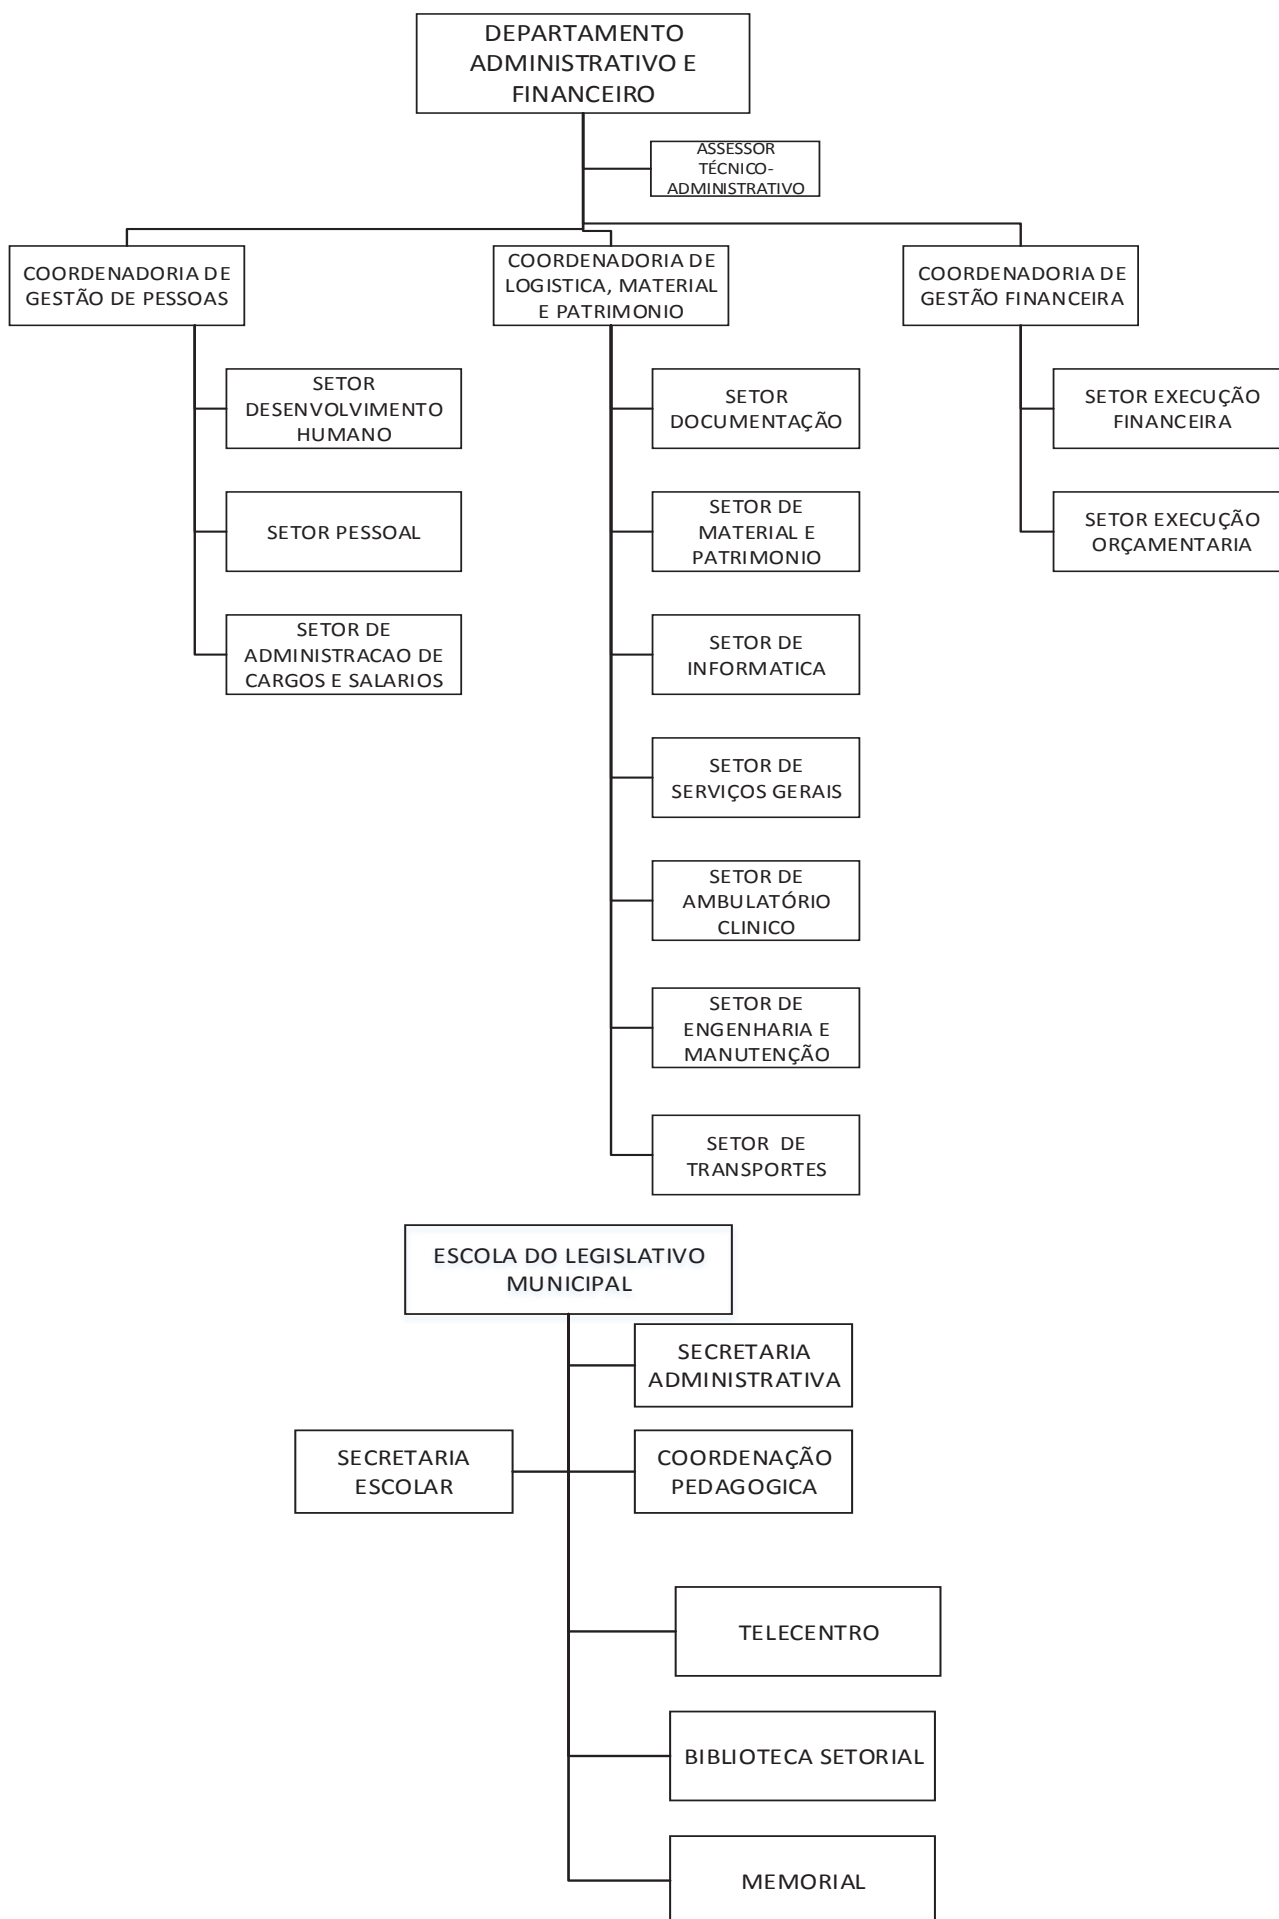 DEPARTAMENTO
ADMINISTRATIVO E
FINANCEIRO
ASSESSOR
TÉCNICO-
ADMINISTRATIVO
COORDENADORIA DE
GESTÃO DE PESSOAS
COORDENADORIA DE
LOGISTICA, MATERIAL
E PATRIMONIO
COORDENADORIA DE
GESTÃO FINANCEIRA
SETOR
DESENVOLVIMENTO
HUMANO
SETOR
DOCUMENTAÇÃO
SETOR EXECUÇÃO
FINANCEIRA
SETOR PESSOAL
SETOR DE
MATERIAL E
PATRIMONIO
SETOR EXECUÇÃO
ORÇAMENTARIA
SETOR DE
ADMINISTRACAO DE
CARGOS E SALARIOS
SETOR DE
INFORMATICA
SETOR DE
SERVIÇOS GERAIS
SETOR DE
AMBULATÓRIO
CLINICO
SETOR DE
ENGENHARIA E
MANUTENÇÃO
SETOR DE
TRANSPORTES
ESCOLA DO LEGISLATIVO
MUNICIPAL
SECRETARIA
ADMINISTRATIVA
SECRETARIA
ESCOLAR
COORDENAÇÃO
PEDAGOGICA
TELECENTRO
BIBLIOTECA SETORIAL
MEMORIAL